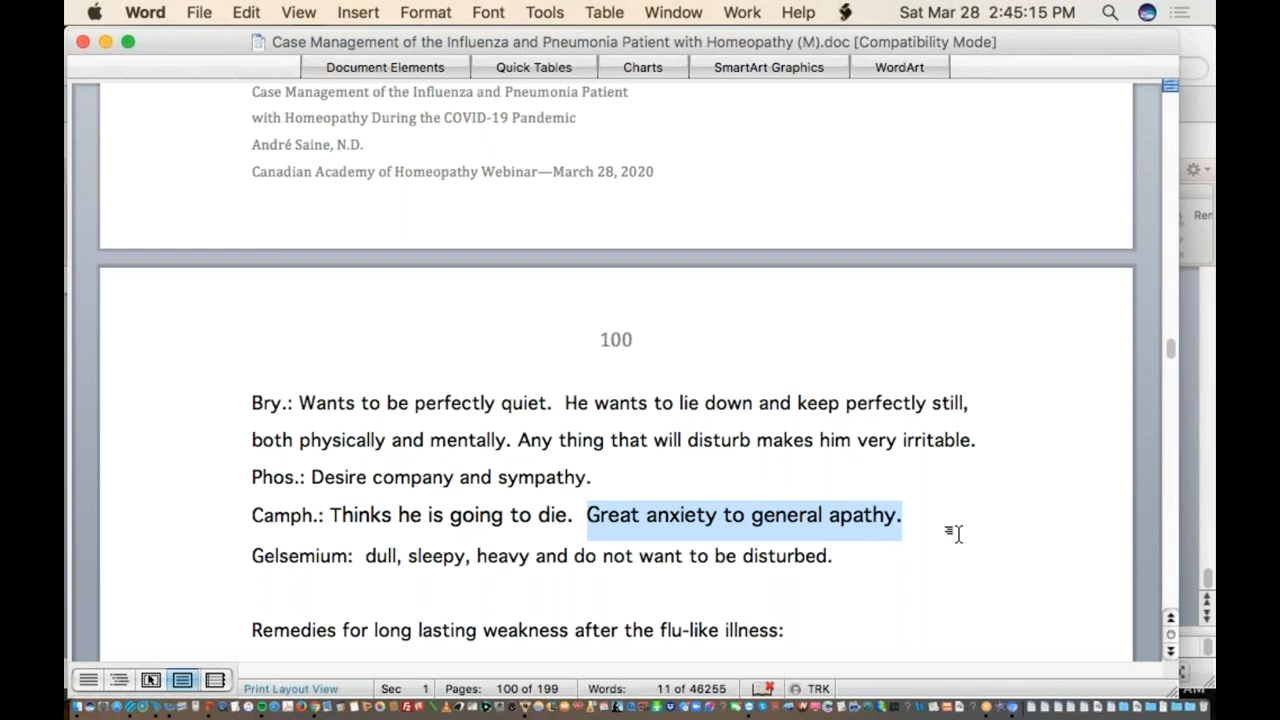 Word File Edit View Insert Format Font Tools Table Window Work Help Sat Mar 28 2:45:15 PM
Case Management of the Influenza and Pneumonia Patient with Homeopathy (M).doc [Compatibility Mode]
Document Elements Quick Tables Charts SmartArt Graphics WordArt
Case Management of the Influenza and Pneumonia Patient
with Homeopathy During the COVID-19 Pandemic
André Saine, N.D.
Canadian Academy of Homeopathy Webinar—March 28, 2020
Ren
100
Bry.: Wants to be perfectly quiet.  He wants to lie down and keep perfectly still,
both physically and mentally. Any thing that will disturb makes him very irritable.
Phos.: Desire company and sympathy.
Camph.: Thinks he is going to die.  Great anxiety to general apathy.
Gelsemium:  dull, sleepy, heavy and do not want to be disturbed.
Remedies for long lasting weakness after the flu-like illness:
Print Layout View Sec 1 Pages: 100 of 199 Words: 11 of 46255 TRK
AM